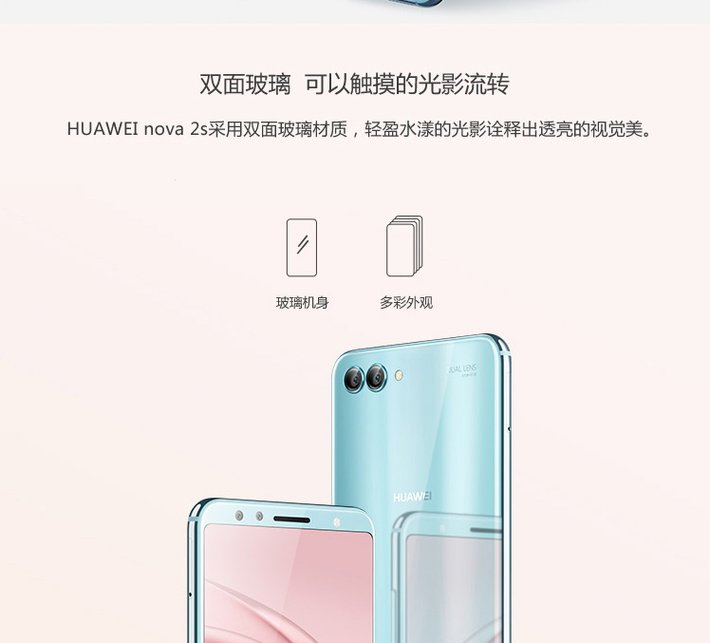 双面玻璃 可以触摸的光影流转
HUAWEI nova 2s采用双面玻璃材质，轻盈水漾的光影诠释出透亮的视觉美。
玻璃机身
多彩外观
DUAL LENS
HUAWEI